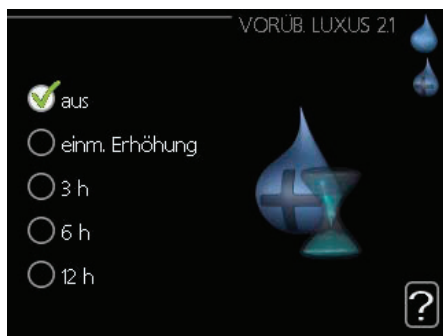 VORÜB. LUXUS 2.1
aus
einm. Erhöhung
3 h
6 h
12 h
?